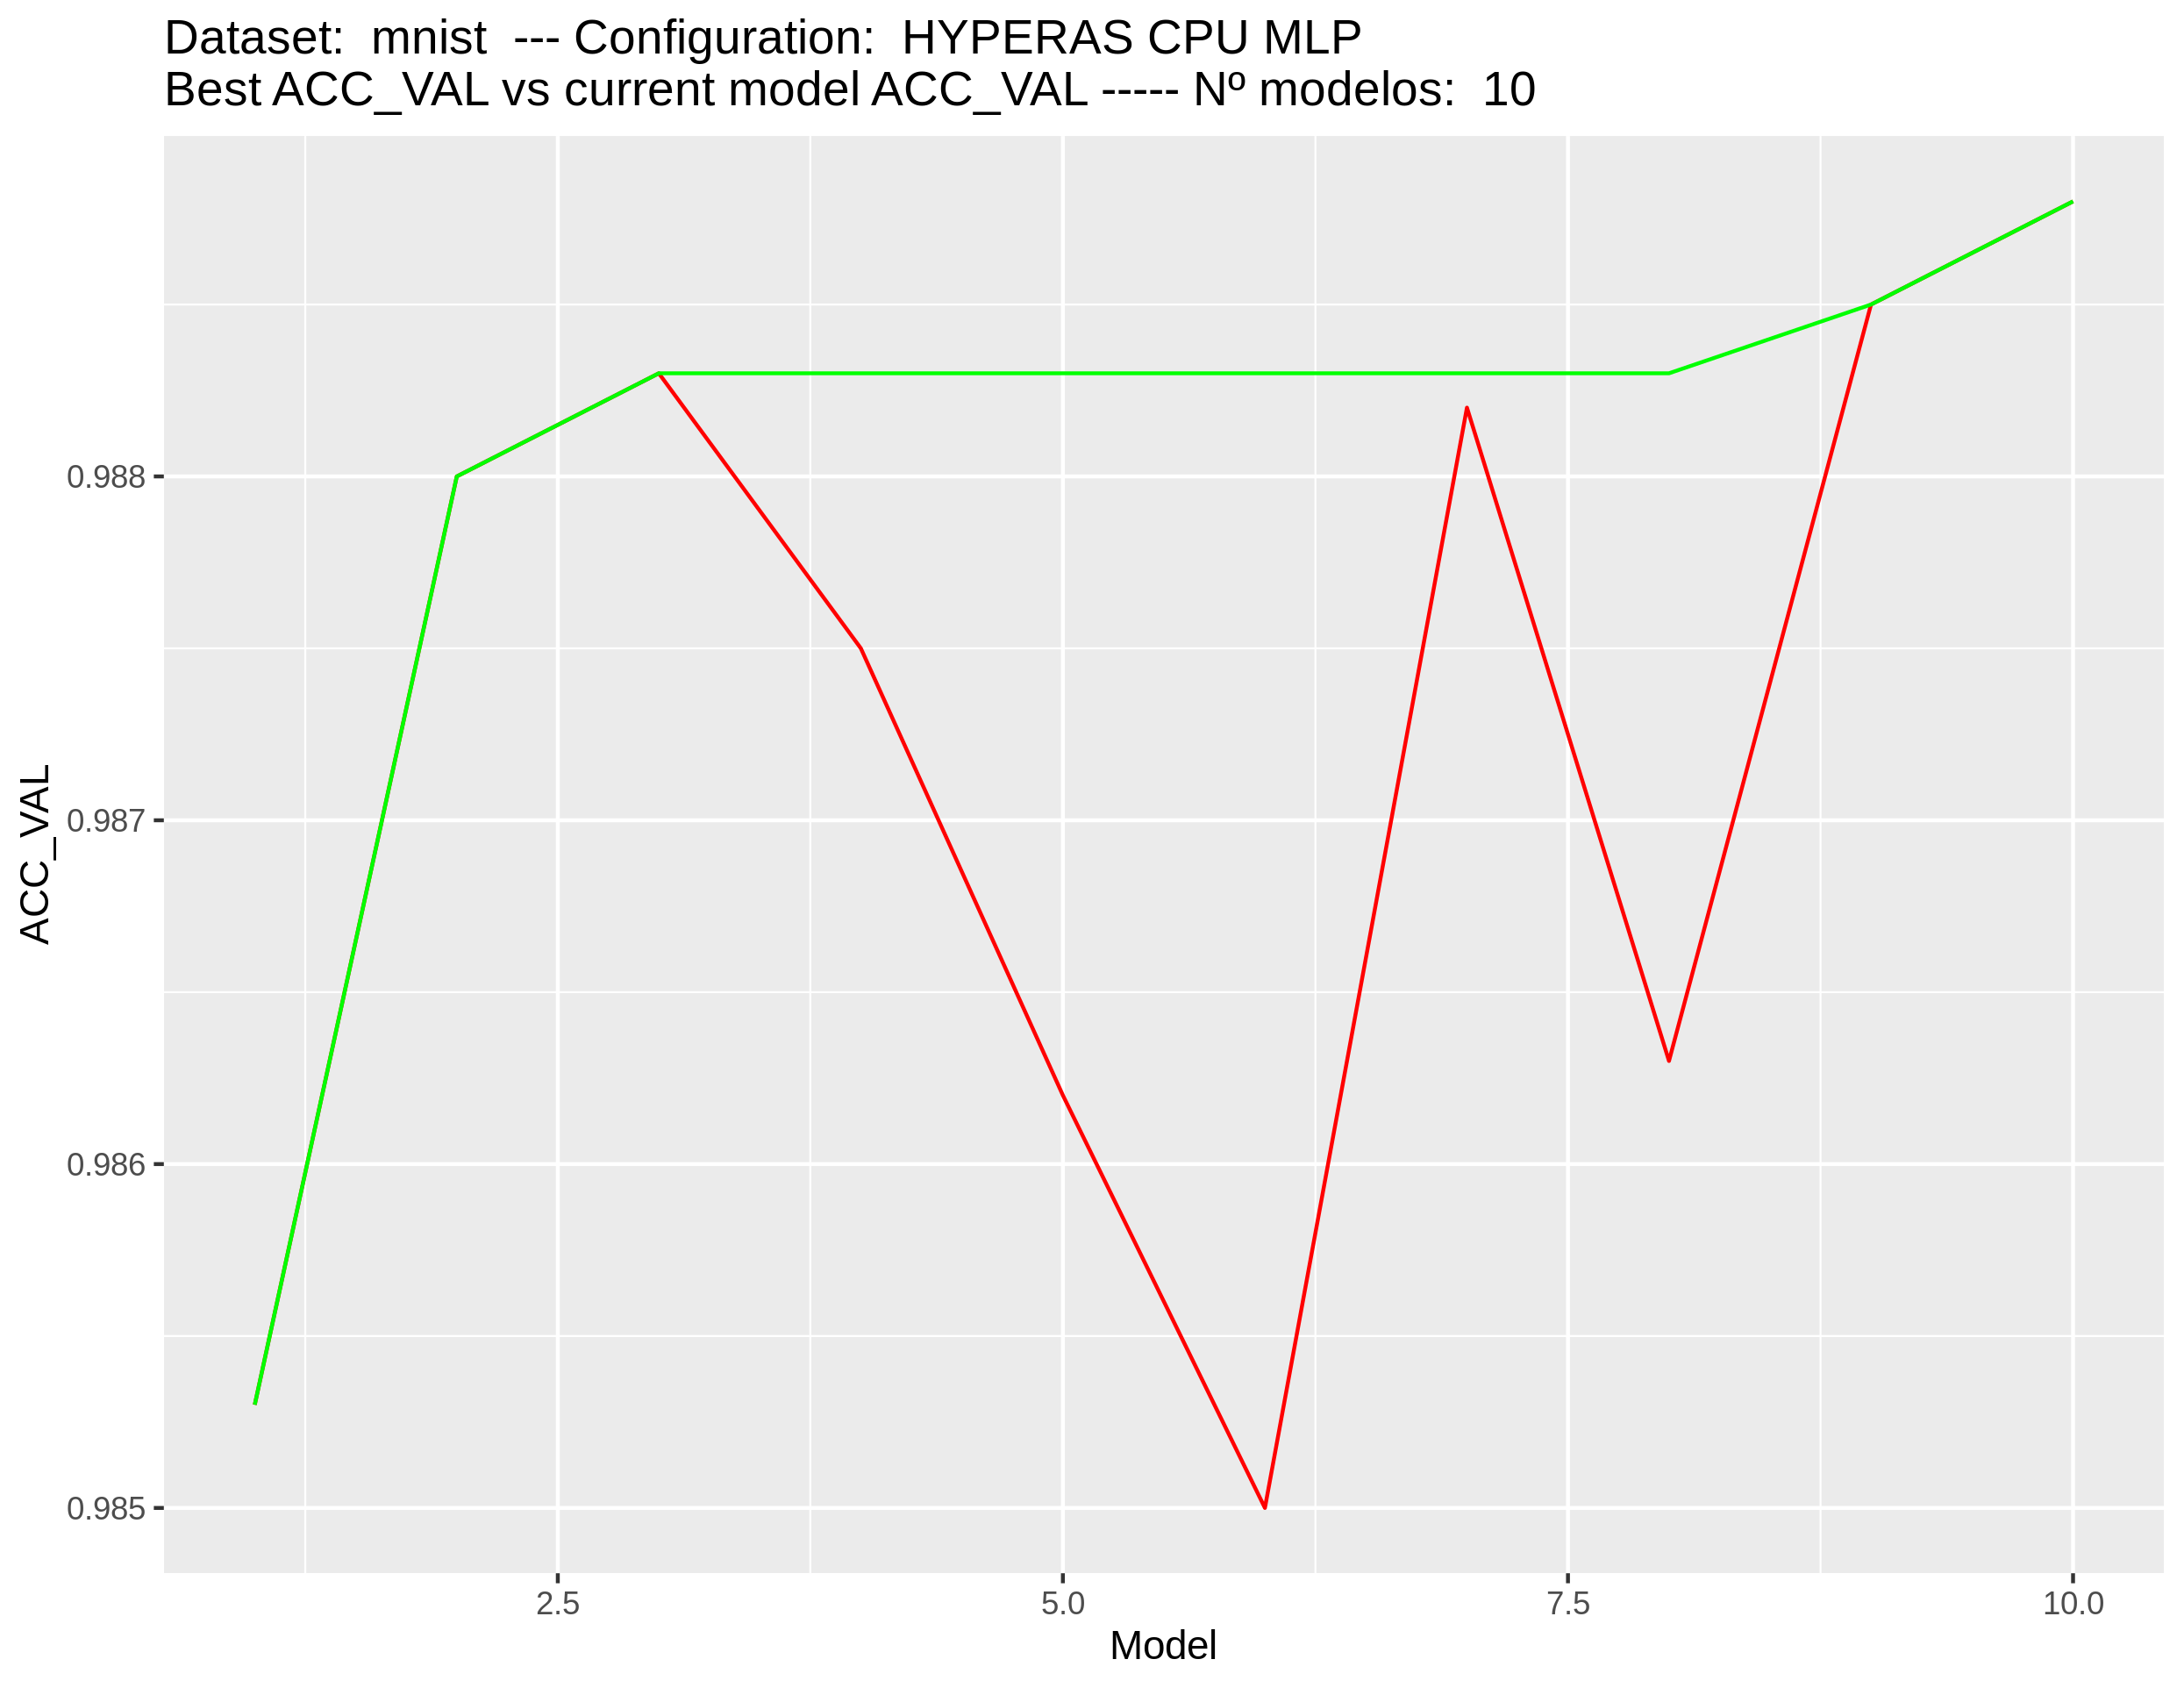 Dataset:  mnist  --- Configuration:  HYPERAS CPU MLP
Best ACC_VAL vs current model ACC_VAL ----- Nº modelos:  10
ACC_VAL
0.988
0.987
0.986
0.985
2.5 5.0 7.5 10.0
Model